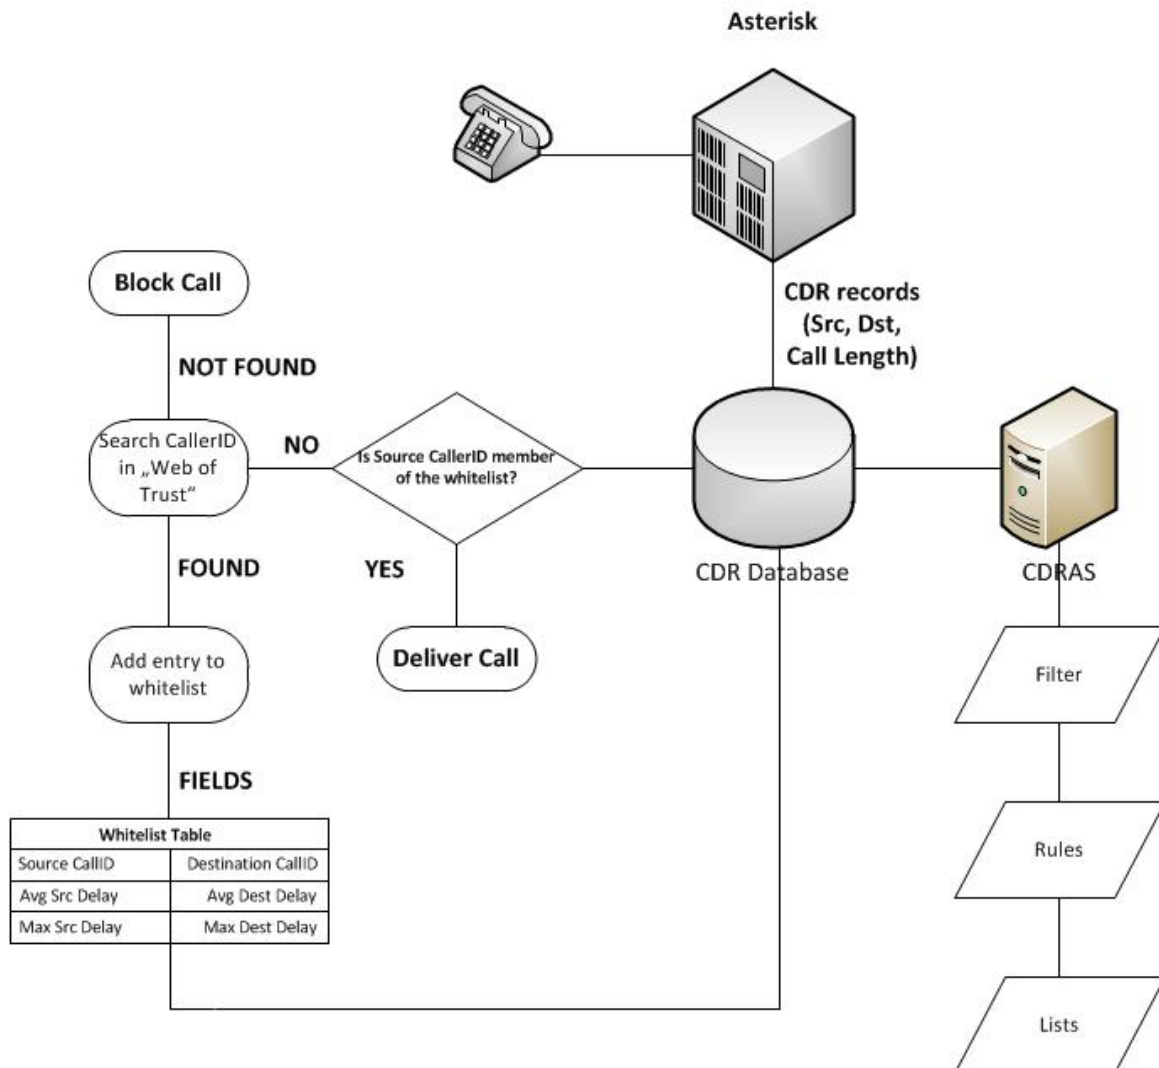 Asterisk
Block Call
CDR records
(Src, Dst,
Call Length)
NOT FOUND
Search CallerID
in „Web of
Trust“
NO
Is Source CallerID member
of the whitelist?
FOUND
YES
CDR Database
CDRAS
Add entry to
whitelist
Deliver Call
Filter
FIELDS
Whitelist Table
Source CallID Destination CallID
Avg Src Delay Avg Dest Delay
Max Src Delay Max Dest Delay
Rules
Lists